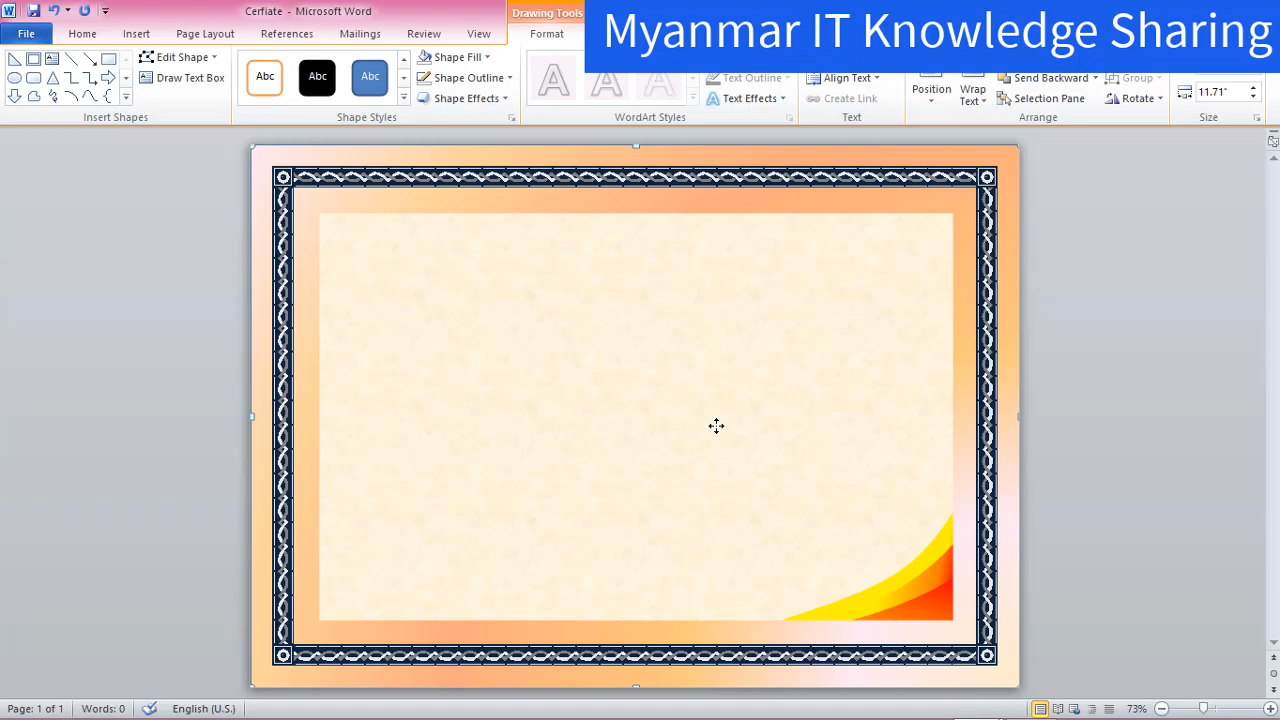 Cerfiate - Microsoft Word
Drawing Tools
Myanmar IT Knowledge Sharing
File Home Insert Page Layout References Mailings Review View Format
Edit Shape
Draw Text Box
Insert Shapes
Abc Abc Abc
Shape Fill
Shape Outline
Shape Effects
Shape Styles
A A A
Text Outline
Text Effects
WordArt Styles
Align Text
Create Link
Text
Position
Wrap
Text
Send Backward
Selection Pane
Group
Rotate
Arrange
11.71"
Size
Page: 1 of 1 Words: 0 English (U.S.) 73%